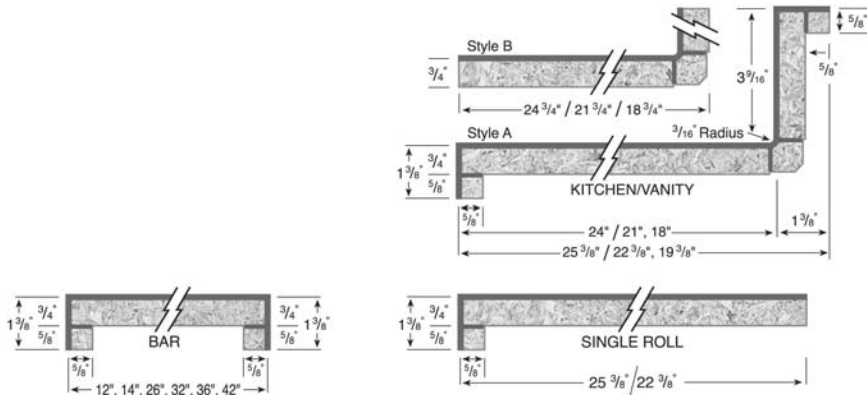 Style B
5/8"
3/4"
3 9/16"
5/8"
24 3/4" / 21 3/4" / 18 3/4"
Style A
3/16" Radius
1 3/8"
3/4"
5/8"
KITCHEN/VANITY
5/8"
24" / 21", 18"
1 3/8"
25 3/8" / 22 3/8", 19 3/8"
1 3/8"
3/4"
5/8"
BAR
3/4"
5/8"
1 3/8"
5/8"
5/8"
12", 14", 26", 32", 36", 42"
1 3/8"
3/4"
5/8"
SINGLE ROLL
5/8"
25 3/8"/22 3/8"